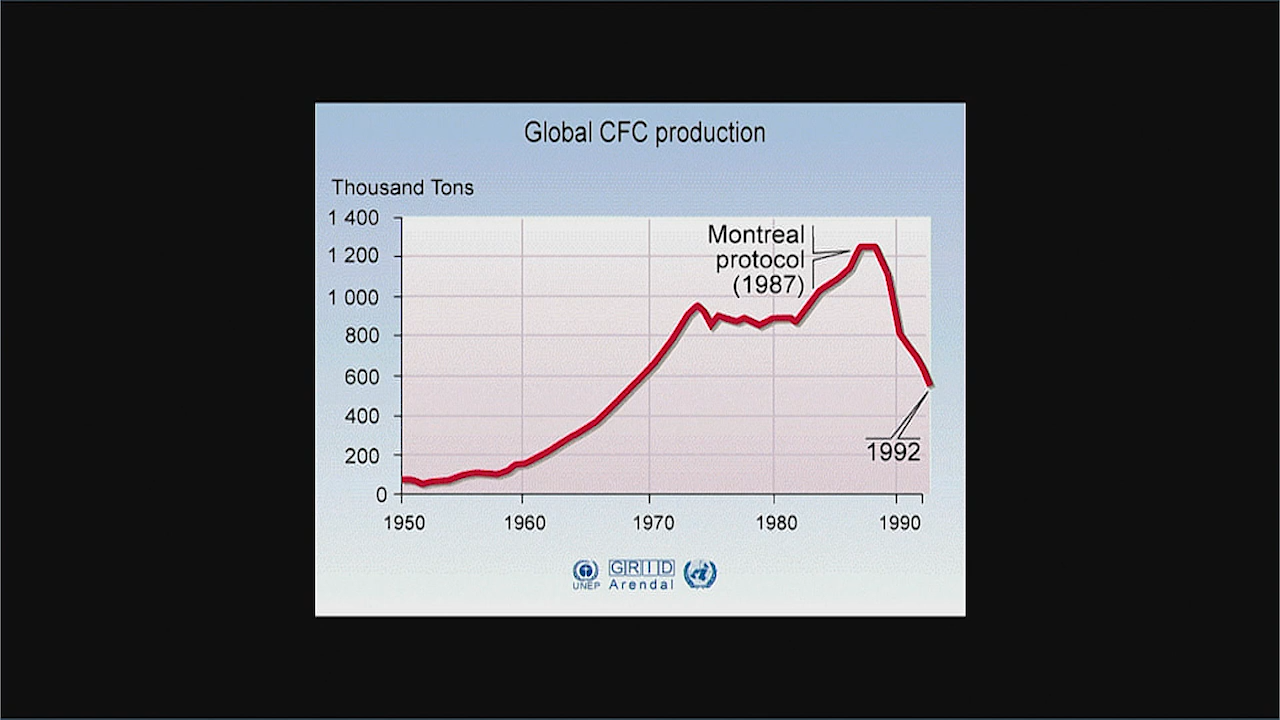 Global CFC production
Thousand Tons
1 400
1 200
1 000
800
600
400
200
0
Montreal
protocol
(1987)
1992
1950
1960
1970
1980
1990
UNEP
GRID
Arendal